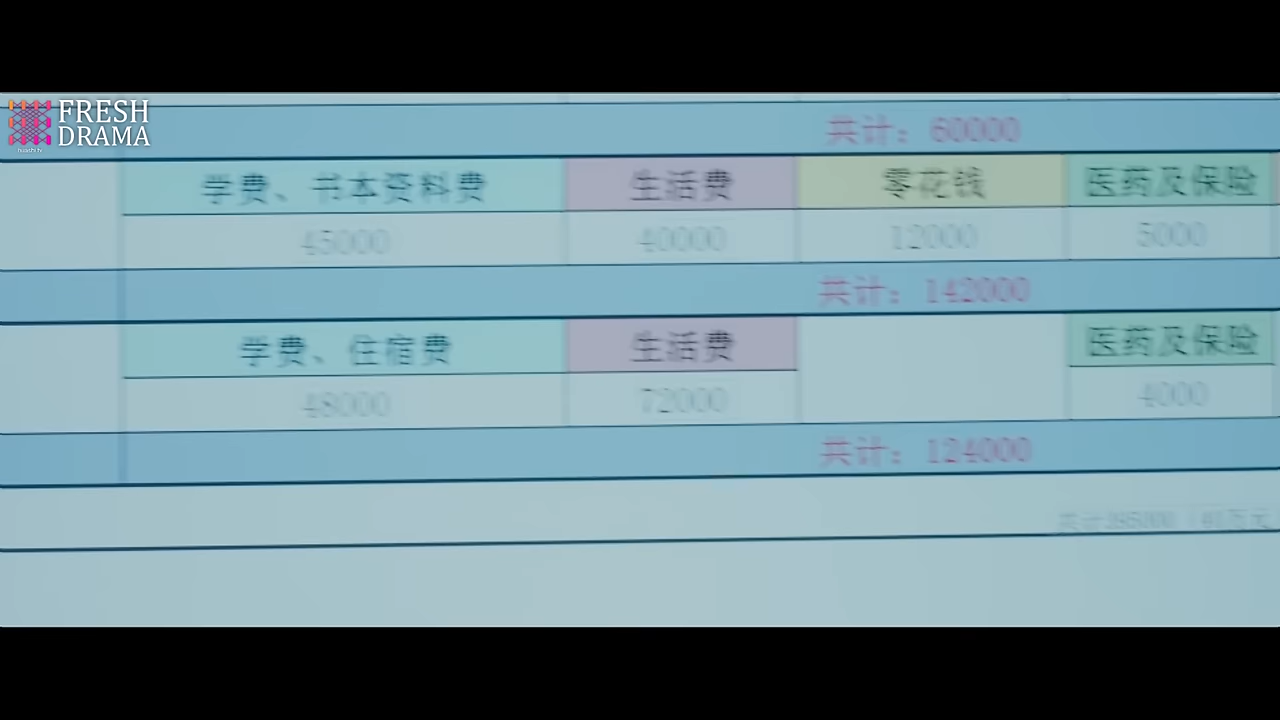 FRESH
DRAMA
共计：60000
学费、书本资料费 生活费 零花钱 医药及保险
45000 40000 12000 5000
共计：142000
学费、住宿费 生活费 医药及保险
48000 72000 4000
共计：124000